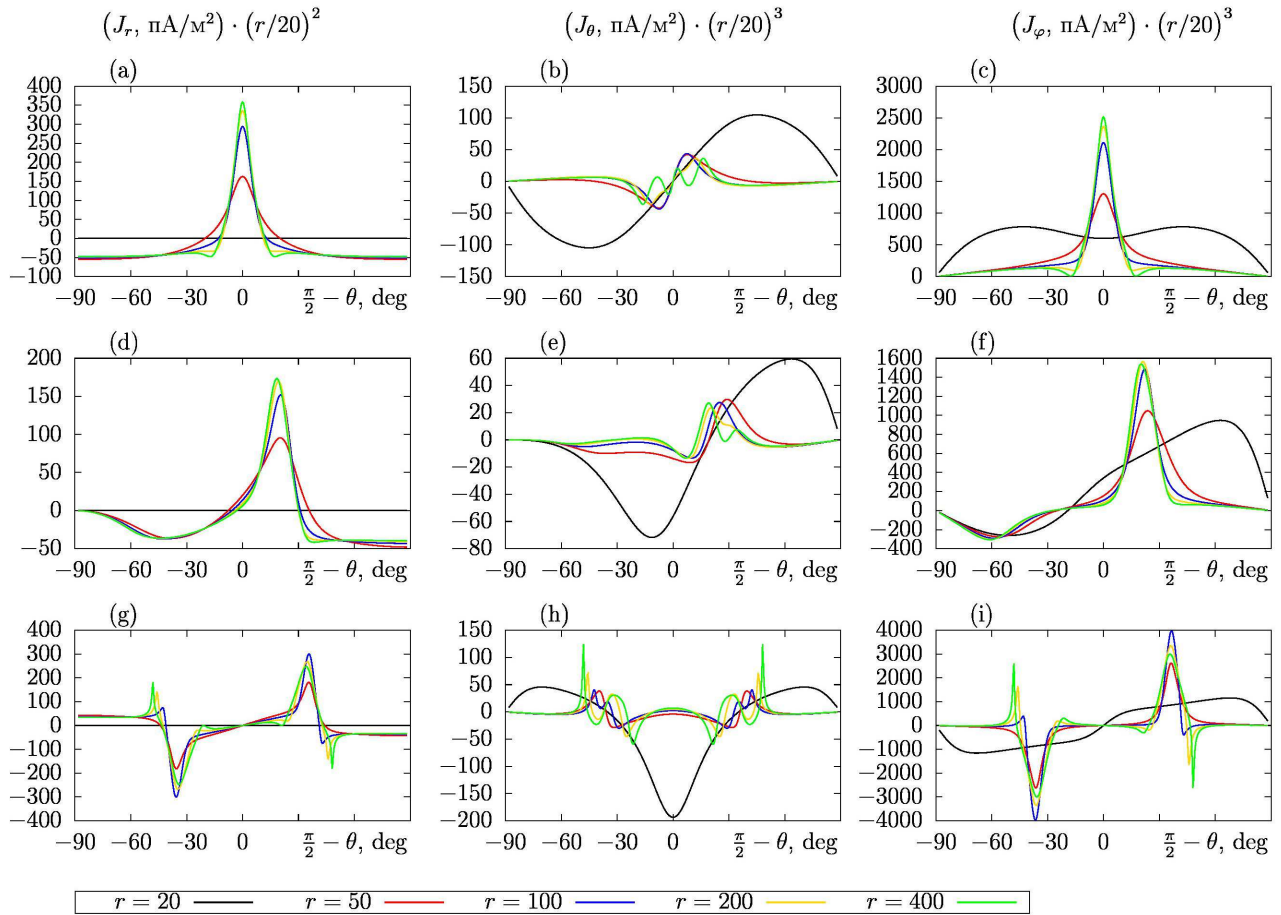 (J_r, пА/м²) · (r/20)² (J_θ, пА/м²) · (r/20)³ (J_φ, пА/м²) · (r/20)³
(a) (b) (c)
400 350 300 250 200 150 100 50 0 −50 −100
−90 −60 −30 0 π/2 − θ, deg
150 100 50 0 −50 −100 −150
−90 −60 −30 0 π/2 − θ, deg
3000 2500 2000 1500 1000 500 0
−90 −60 −30 0 π/2 − θ, deg
(d) (e) (f)
200 150 100 50 0 −50
−90 −60 −30 0 π/2 − θ, deg
60 40 20 0 −20 −40 −60 −80
−90 −60 −30 0 π/2 − θ, deg
1600 1400 1200 1000 800 600 400 200 0 −200 −400
−90 −60 −30 0 π/2 − θ, deg
(g) (h) (i)
400 300 200 100 0 −100 −200 −300 −400
−90 −60 −30 0 π/2 − θ, deg
150 100 50 0 −50 −100 −150 −200
−90 −60 −30 0 π/2 − θ, deg
4000 3000 2000 1000 0 −1000 −2000 −3000 −4000
−90 −60 −30 0 π/2 − θ, deg
r = 20 r = 50 r = 100 r = 200 r = 400